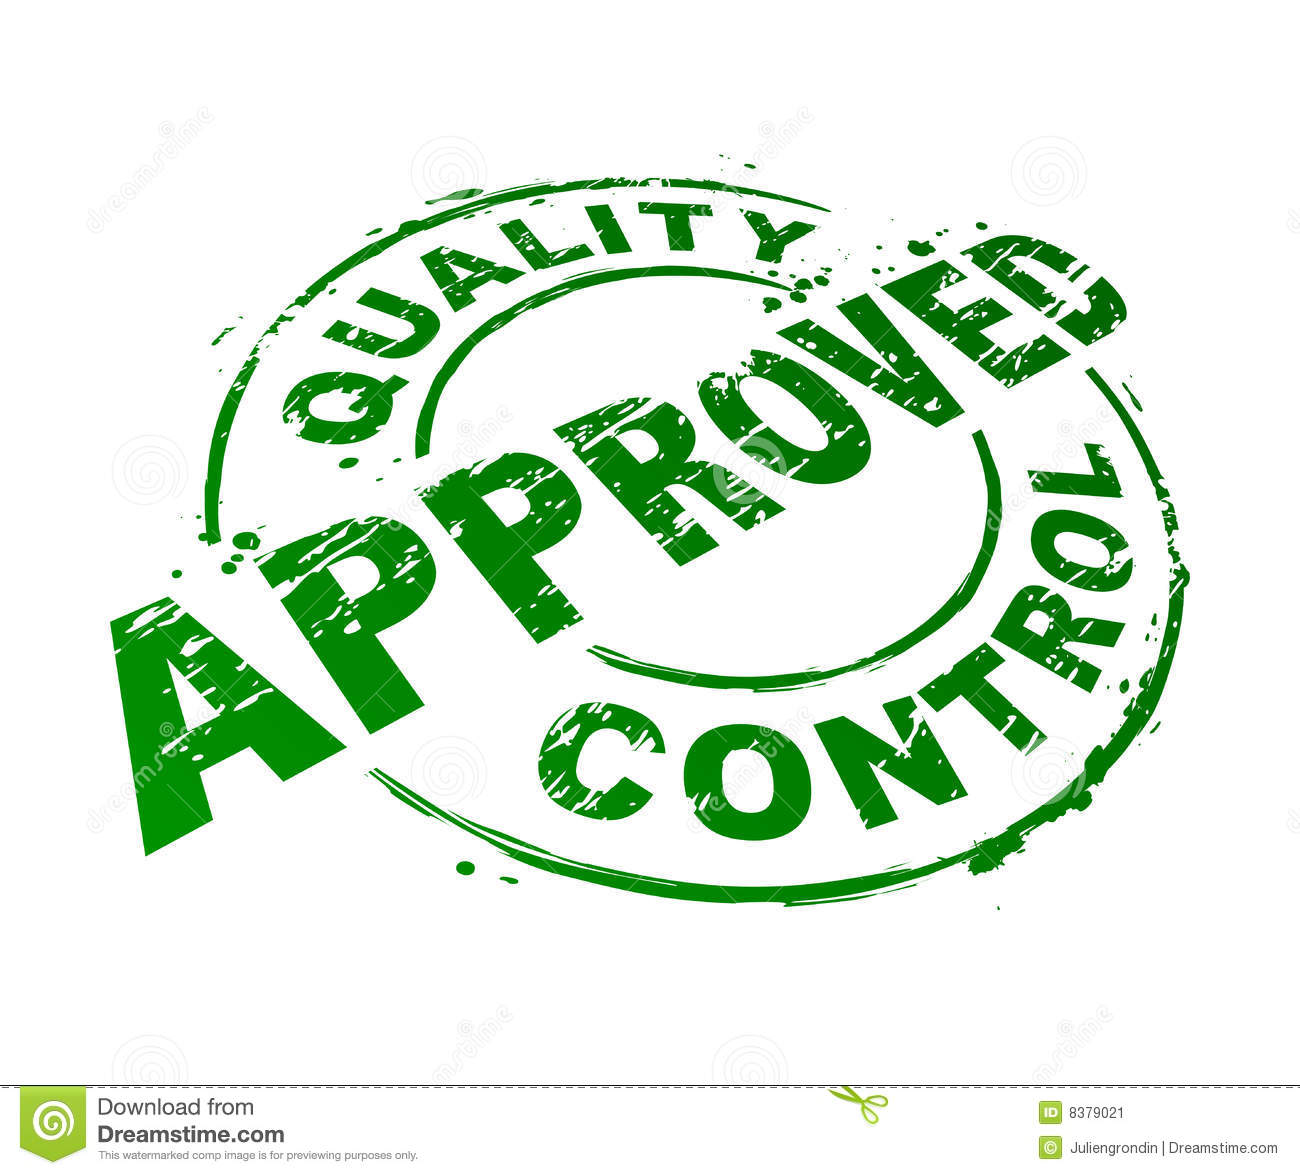 QUALITY
APPROVED
CONTROL
Download from
Dreamstime.com
This watermarked comp image is for previewing purposes only.
ID 8379021
© Juliengrondin | Dreamstime.com
dreamstime